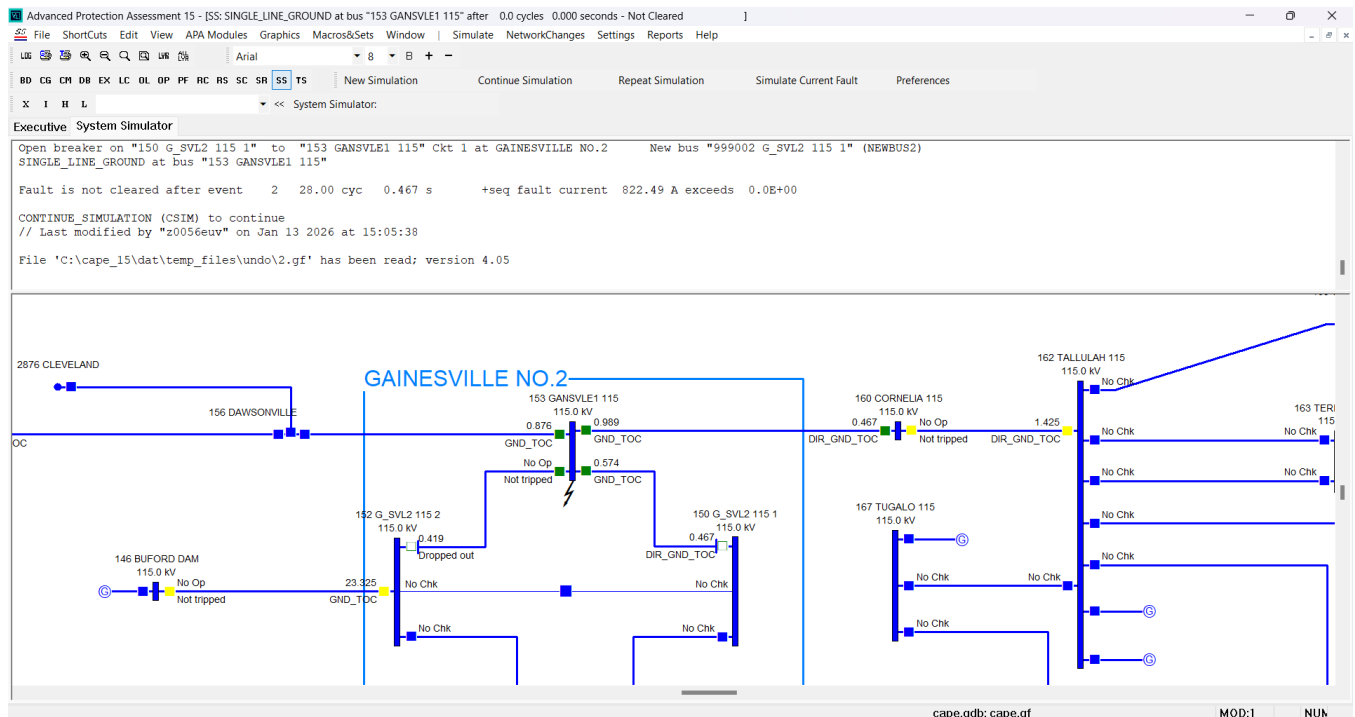 Advanced Protection Assessment 15 - [SS: SINGLE_LINE_GROUND at bus "153 GANSVLE1 115" after 0.0 cycles 0.000 seconds - Not Cleared ]
SS File ShortCuts Edit View APA Modules Graphics Macros&Sets Window | Simulate NetworkChanges Settings Reports Help
LOG LVR Arial 8 B + −
BD CG CM DB EX LC OL OP PF RC RS SC SR SS TS New Simulation Continue Simulation Repeat Simulation Simulate Current Fault Preferences
X I H L << System Simulator:
Executive System Simulator
Open breaker on "150 G_SVL2 115 1" to "153 GANSVLE1 115" Ckt 1 at GAINESVILLE NO.2 New bus "999002 G_SVL2 115 1" (NEWBUS2)
SINGLE_LINE_GROUND at bus "153 GANSVLE1 115"
Fault is not cleared after event 2 28.00 cyc 0.467 s +seq fault current 822.49 A exceeds 0.0E+00
CONTINUE_SIMULATION (CSIM) to continue
// Last modified by "z0056euv" on Jan 13 2026 at 15:05:38
File 'C:\cape_15\dat\temp_files\undo\2.gf' has been read; version 4.05
2876 CLEVELAND
156 DAWSONVILLE
OC
GAINESVILLE NO.2
153 GANSVLE1 115
115.0 kV
0.876
GND_TOC
0.989
GND_TOC
No Op
Not tripped
0.574
GND_TOC
152 G_SVL2 115 2
115.0 kV
0.419
Dropped out
150 G_SVL2 115 1
115.0 kV
0.467
DIR_GND_TOC
146 BUFORD DAM
115.0 kV
G
No Op
Not tripped
23.325
GND_TOC
No Chk
No Chk
No Chk
No Chk
160 CORNELIA 115
115.0 kV
0.467
DIR_GND_TOC
No Op
Not tripped
162 TALLULAH 115
115.0 kV
No Chk
1.425
DIR_GND_TOC
No Chk
No Chk
No Chk
No Chk
163 TER
115
No Chk
No Chk
167 TUGALO 115
115.0 kV
G
No Chk
No Chk
No Chk
G
G
cape.gdb; cape.gf MOD:1 NUM